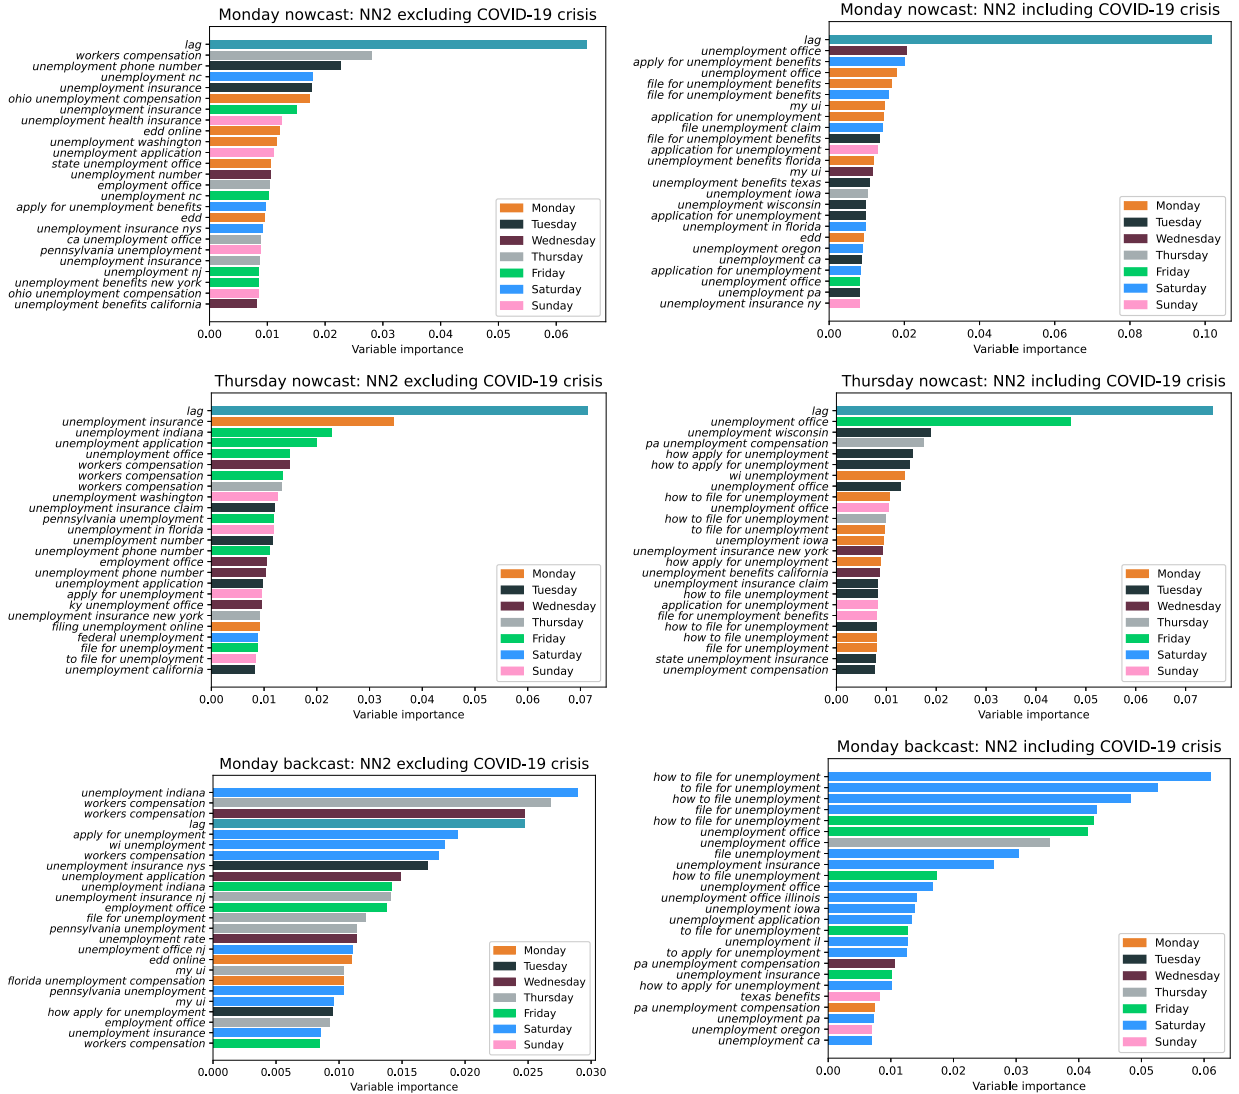 Monday nowcast: NN2 excluding COVID-19 crisis
lag
workers compensation
unemployment phone number
unemployment nc
unemployment insurance
ohio unemployment compensation
unemployment insurance
unemployment health insurance
edd online
unemployment washington
unemployment application
state unemployment office
unemployment number
employment office
unemployment nc
apply for unemployment benefits
edd
unemployment insurance nys
ca unemployment office
pennsylvania unemployment
unemployment insurance
unemployment nj
unemployment benefits new york
ohio unemployment compensation
unemployment benefits california
Monday
Tuesday
Wednesday
Thursday
Friday
Saturday
Sunday
0.00 0.01 0.02 0.03 0.04 0.05 0.06
Variable importance
Monday nowcast: NN2 including COVID-19 crisis
lag
unemployment office
apply for unemployment benefits
unemployment office
file for unemployment benefits
file for unemployment benefits
my ui
application for unemployment
file unemployment claim
file for unemployment benefits
application for unemployment
unemployment benefits florida
my ui
unemployment benefits texas
unemployment iowa
unemployment wisconsin
application for unemployment
unemployment in florida
edd
unemployment oregon
unemployment ca
application for unemployment
unemployment office
unemployment pa
unemployment insurance ny
Monday
Tuesday
Wednesday
Thursday
Friday
Saturday
Sunday
0.00 0.02 0.04 0.06 0.08 0.10
Variable importance
Thursday nowcast: NN2 excluding COVID-19 crisis
lag
unemployment insurance
unemployment indiana
unemployment application
unemployment office
workers compensation
workers compensation
workers compensation
unemployment washington
unemployment insurance claim
pennsylvania unemployment
unemployment in florida
unemployment number
unemployment phone number
employment office
unemployment phone number
unemployment application
apply for unemployment
ky unemployment office
unemployment insurance new york
filing unemployment online
federal unemployment
file for unemployment
to file for unemployment
unemployment california
Monday
Tuesday
Wednesday
Thursday
Friday
Saturday
Sunday
0.00 0.01 0.02 0.03 0.04 0.05 0.06 0.07
Variable importance
Thursday nowcast: NN2 including COVID-19 crisis
lag
unemployment office
unemployment wisconsin
pa unemployment compensation
how apply for unemployment
how to apply for unemployment
wi unemployment
unemployment office
how to file for unemployment
unemployment office
how to file for unemployment
to file for unemployment
unemployment iowa
unemployment insurance new york
how apply for unemployment
unemployment benefits california
unemployment insurance claim
how to file unemployment
application for unemployment
file for unemployment benefits
how to file for unemployment
how to file unemployment
file for unemployment
state unemployment insurance
unemployment compensation
Monday
Tuesday
Wednesday
Thursday
Friday
Saturday
Sunday
0.00 0.01 0.02 0.03 0.04 0.05 0.06 0.07
Variable importance
Monday backcast: NN2 excluding COVID-19 crisis
unemployment indiana
workers compensation
workers compensation
lag
apply for unemployment
wi unemployment
workers compensation
unemployment insurance nys
unemployment application
unemployment indiana
unemployment insurance nj
employment office
file for unemployment
pennsylvania unemployment
unemployment rate
unemployment office nj
edd online
my ui
florida unemployment compensation
pennsylvania unemployment
my ui
how apply for unemployment
employment office
unemployment insurance
workers compensation
Monday
Tuesday
Wednesday
Thursday
Friday
Saturday
Sunday
0.000 0.005 0.010 0.015 0.020 0.025 0.030
Variable importance
Monday backcast: NN2 including COVID-19 crisis
how to file for unemployment
to file for unemployment
how to file unemployment
file for unemployment
how to file for unemployment
unemployment office
unemployment office
file unemployment
unemployment insurance
how to file unemployment
unemployment office
unemployment office illinois
unemployment iowa
unemployment application
to file for unemployment
unemployment il
to apply for unemployment
pa unemployment compensation
unemployment insurance
how to apply for unemployment
texas benefits
pa unemployment compensation
unemployment pa
unemployment oregon
unemployment ca
Monday
Tuesday
Wednesday
Thursday
Friday
Saturday
Sunday
0.00 0.01 0.02 0.03 0.04 0.05 0.06
Variable importance